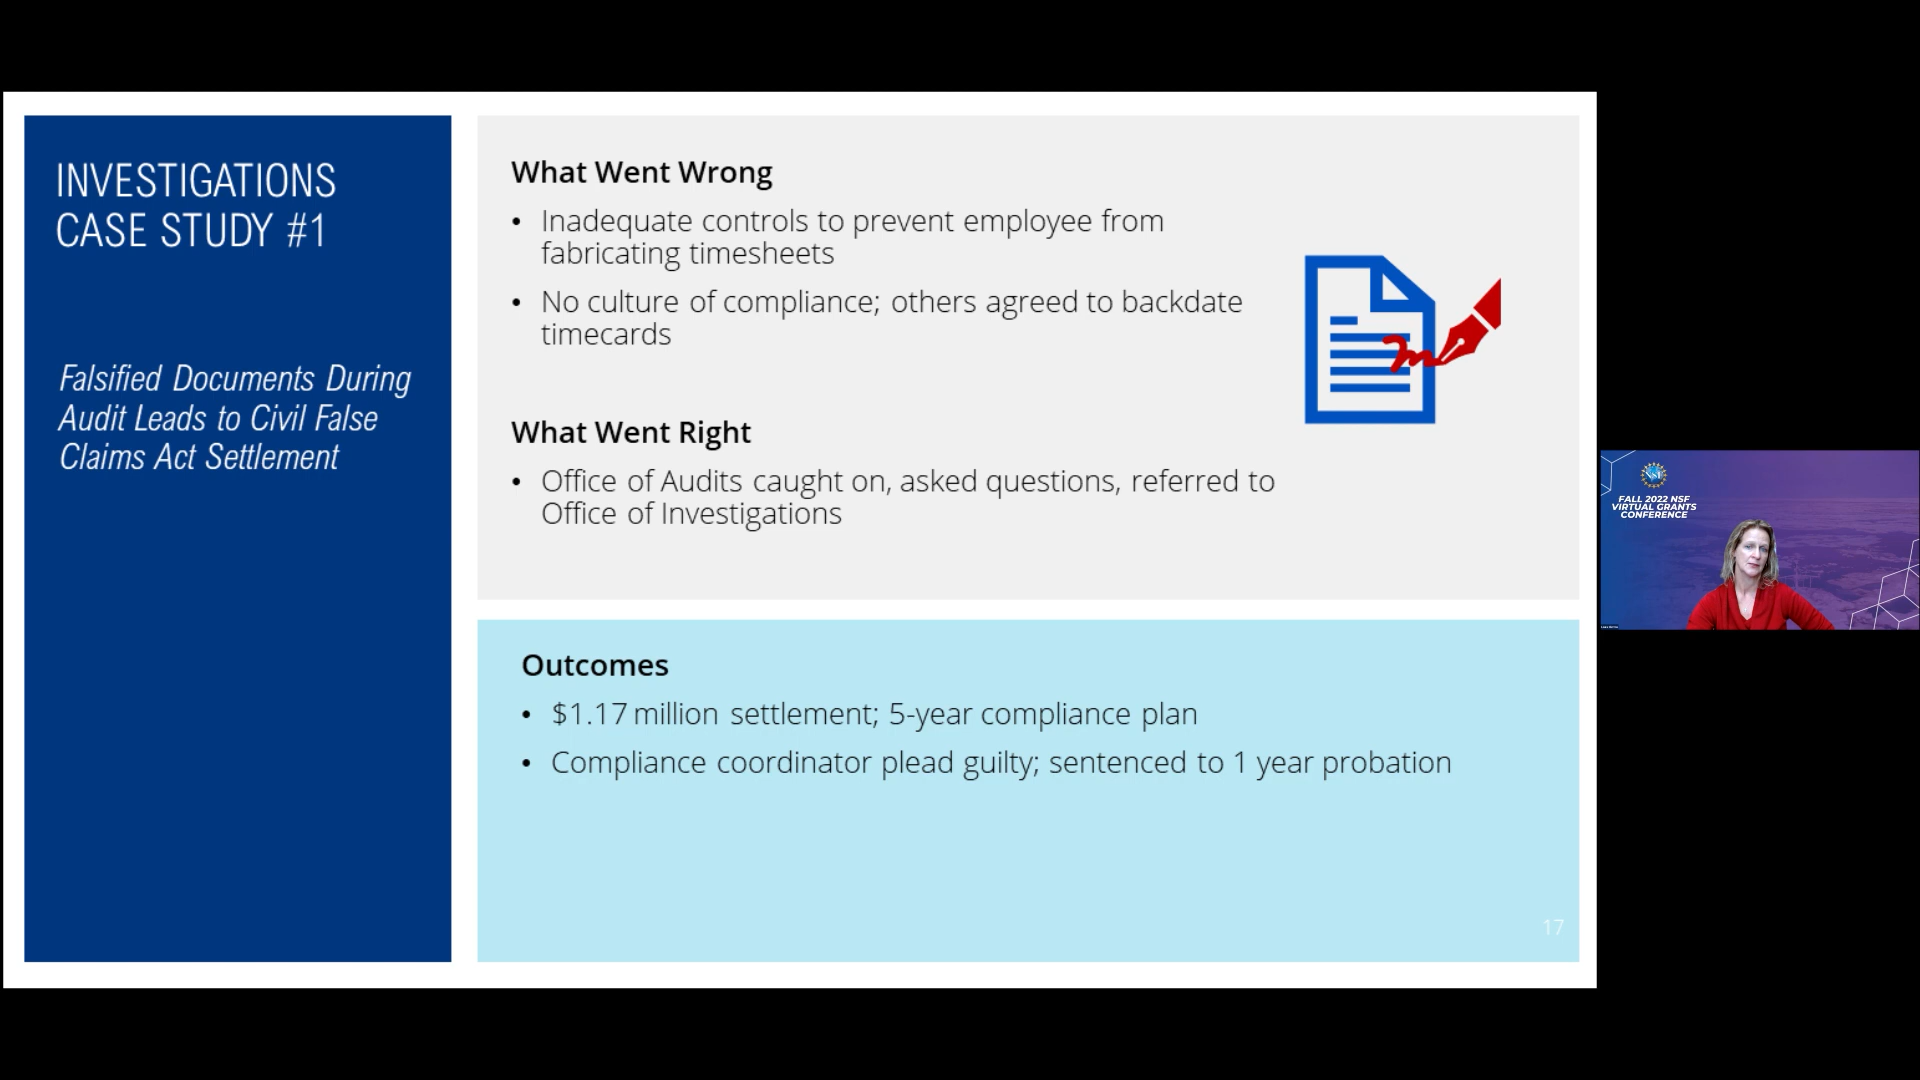 INVESTIGATIONS
CASE STUDY #1
Falsified Documents During
Audit Leads to Civil False
Claims Act Settlement
What Went Wrong
• Inadequate controls to prevent employee from
fabricating timesheets
• No culture of compliance; others agreed to backdate
timecards
What Went Right
• Office of Audits caught on, asked questions, referred to
Office of Investigations
Outcomes
• $1.17 million settlement; 5-year compliance plan
• Compliance coordinator plead guilty; sentenced to 1 year probation
17
FALL 2022 NSF
VIRTUAL GRANTS
CONFERENCE